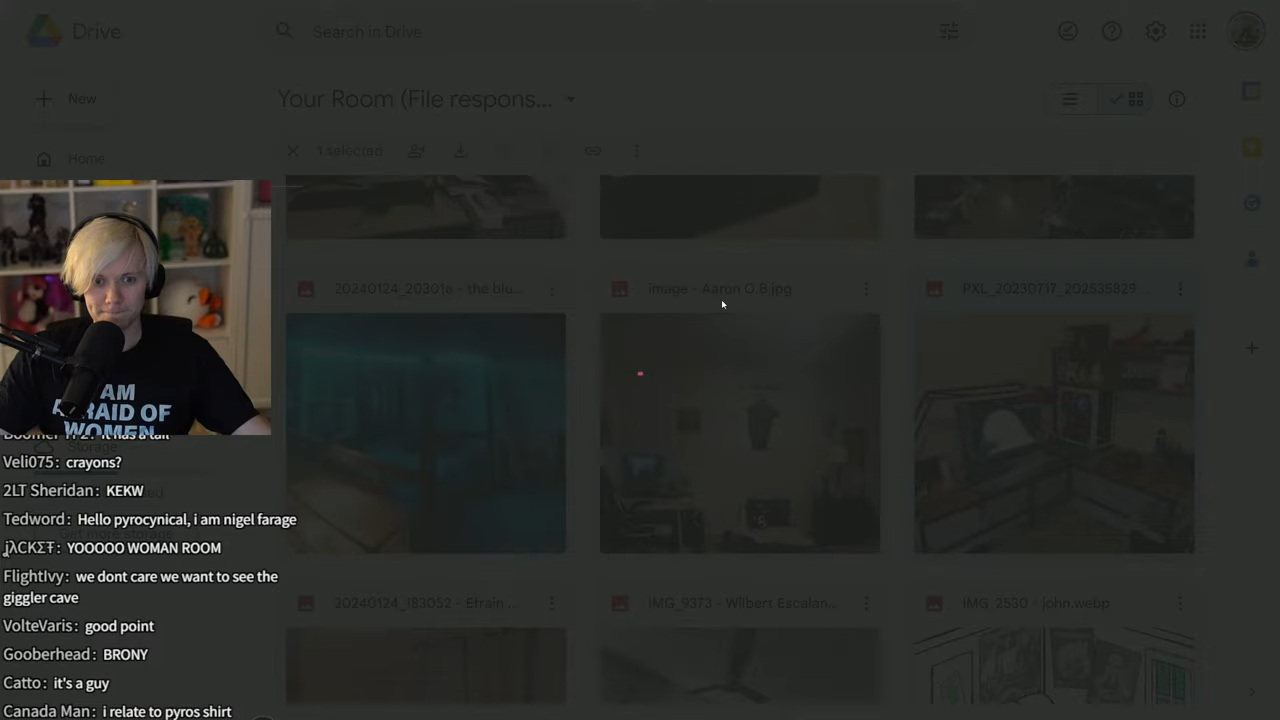 Drive
Search in Drive
New
Your Room (File respons...
Home
1 selected
20240124_203016 - the blu...
image - Aaron O.B.jpg
PXL_20230717_202535829...
I AM
AFRAID OF
WOMEN
it has a tail
Veli075: crayons?
2LT Sheridan: KEKW
Tedword: Hello pyrocynical, i am nigel farage
YOOOOO WOMAN ROOM
FlightIvy: we dont care we want to see the
giggler cave
VolteVaris: good point
Gooberhead: BRONY
Catto: it's a guy
Canada Man: i relate to pyros shirt
20240124_183052 - Efrain ...
IMG_9373 - Wilbert Escalan...
IMG_2530 - john.webp